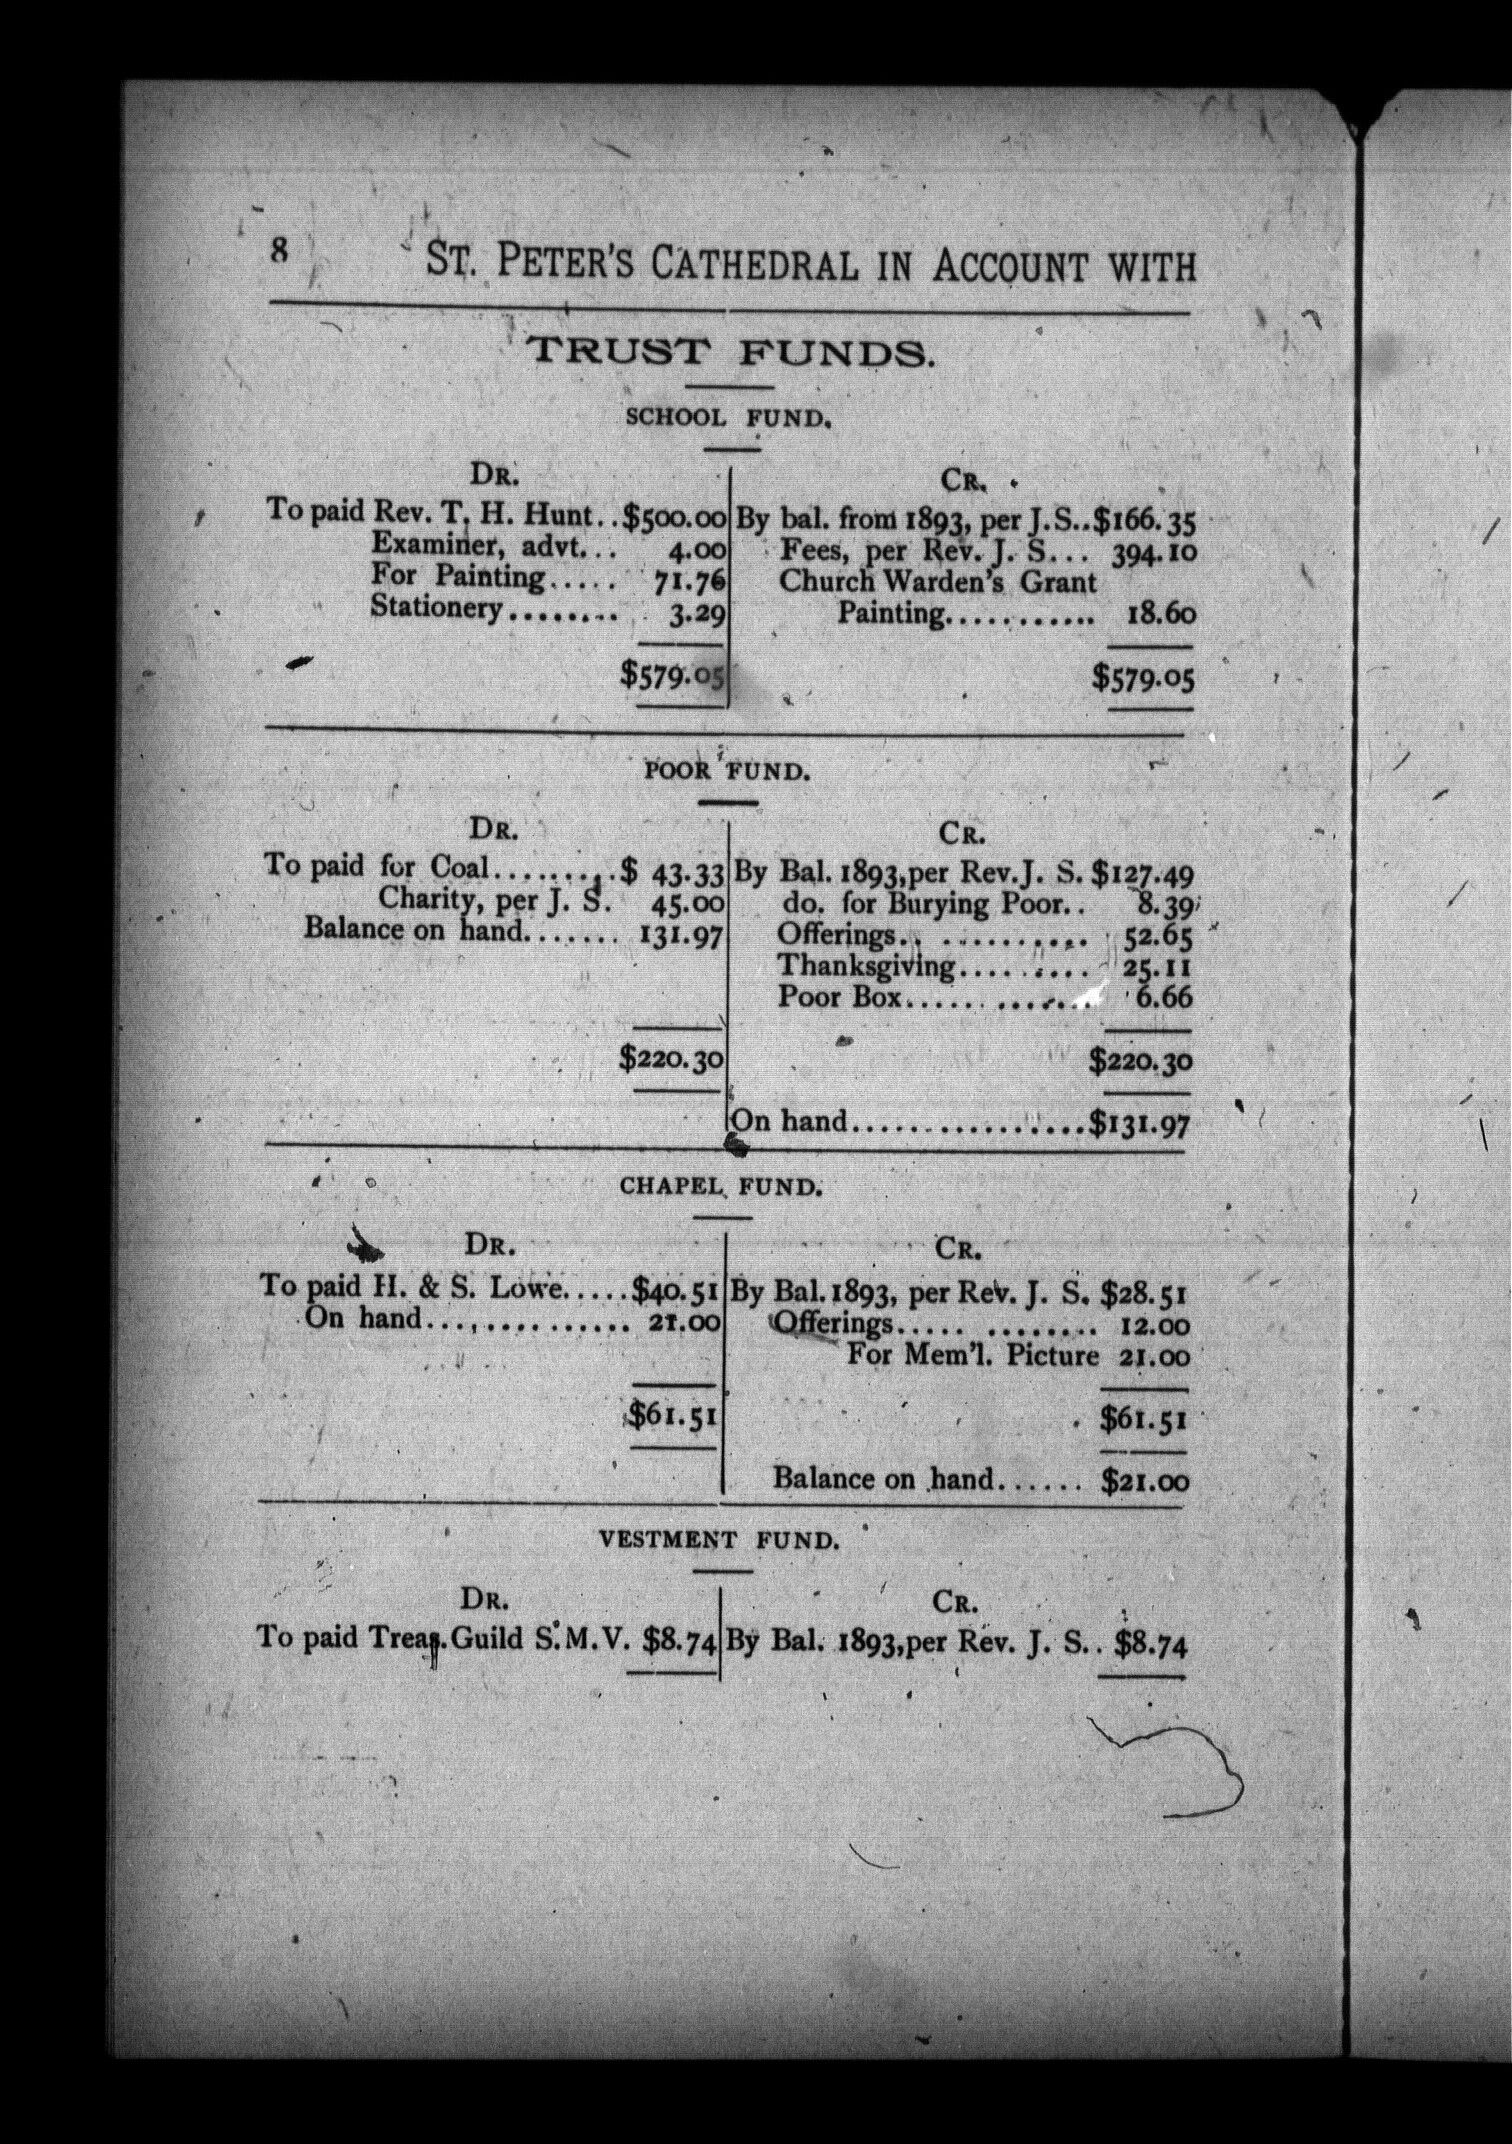 8 ST. PETER'S CATHEDRAL IN ACCOUNT WITH
TRUST FUNDS.
SCHOOL FUND.
DR.
To paid Rev. T. H. Hunt..$500.00
Examiner, advt... 4.00
For Painting..... 71.76
Stationery........ 3.29
$579.05
CR.
By bal. from 1893, per J.S..$166.35
Fees, per Rev. J. S... 394.10
Church Warden's Grant
Painting........... 18.60
$579.05
POOR FUND.
DR.
To paid for Coal.........$ 43.33
Charity, per J. S. 45.00
Balance on hand....... 131.97
$220.30
CR.
By Bal. 1893,per Rev.J. S. $127.49
do. for Burying Poor.. 8.39
Offerings.. .......... 52.65
Thanksgiving......... 25.11
Poor Box...... ....... 6.66
$220.30
On hand................$131.97
CHAPEL FUND.
DR.
To paid H. & S. Lowe.....$40.51
On hand.............. 21.00
$61.51
CR.
By Bal. 1893, per Rev. J. S. $28.51
Offerings..... ........ 12.00
For Mem'l. Picture 21.00
$61.51
Balance on hand...... $21.00
VESTMENT FUND.
DR.
To paid Treas.Guild S.M.V. $8.74
CR.
By Bal. 1893,per Rev. J. S.. $8.74